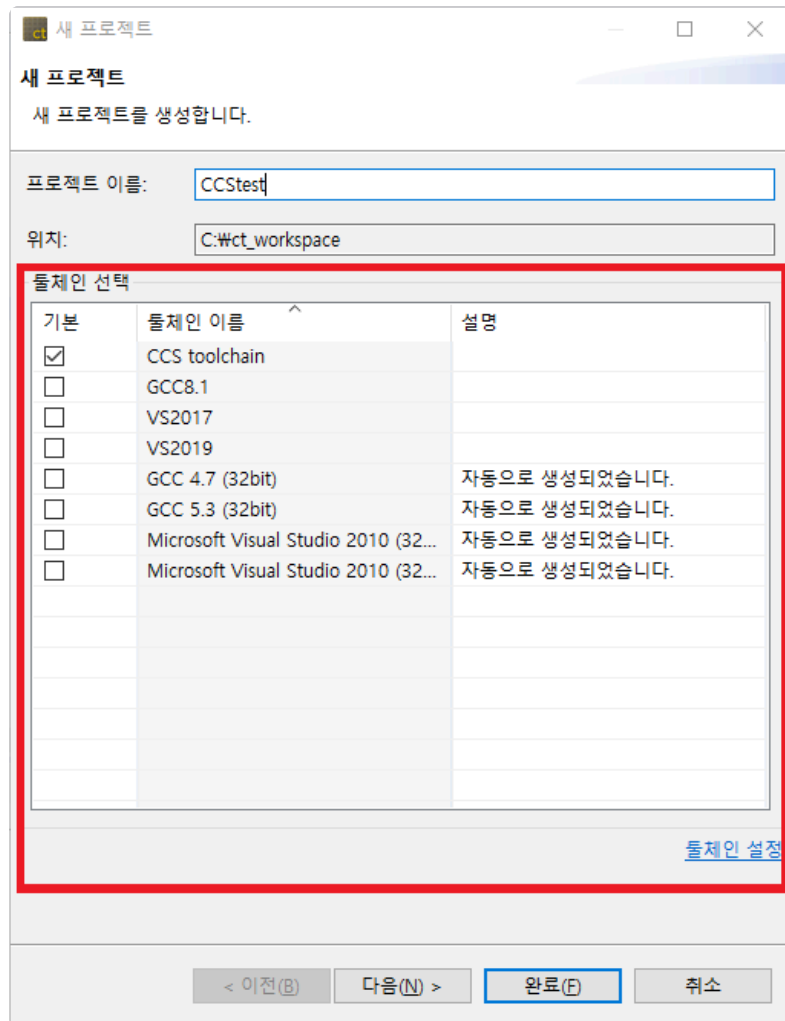 ct 새 프로젝트
새 프로젝트
새 프로젝트를 생성합니다.
프로젝트 이름: CCStest
위치: C:₩ct_workspace
툴체인 선택
기본 툴체인 이름 설명
CCS toolchain
GCC8.1
VS2017
VS2019
GCC 4.7 (32bit) 자동으로 생성되었습니다.
GCC 5.3 (32bit) 자동으로 생성되었습니다.
Microsoft Visual Studio 2010 (32... 자동으로 생성되었습니다.
Microsoft Visual Studio 2010 (32... 자동으로 생성되었습니다.
툴체인 설정
< 이전(B) 다음(N) > 완료(F) 취소